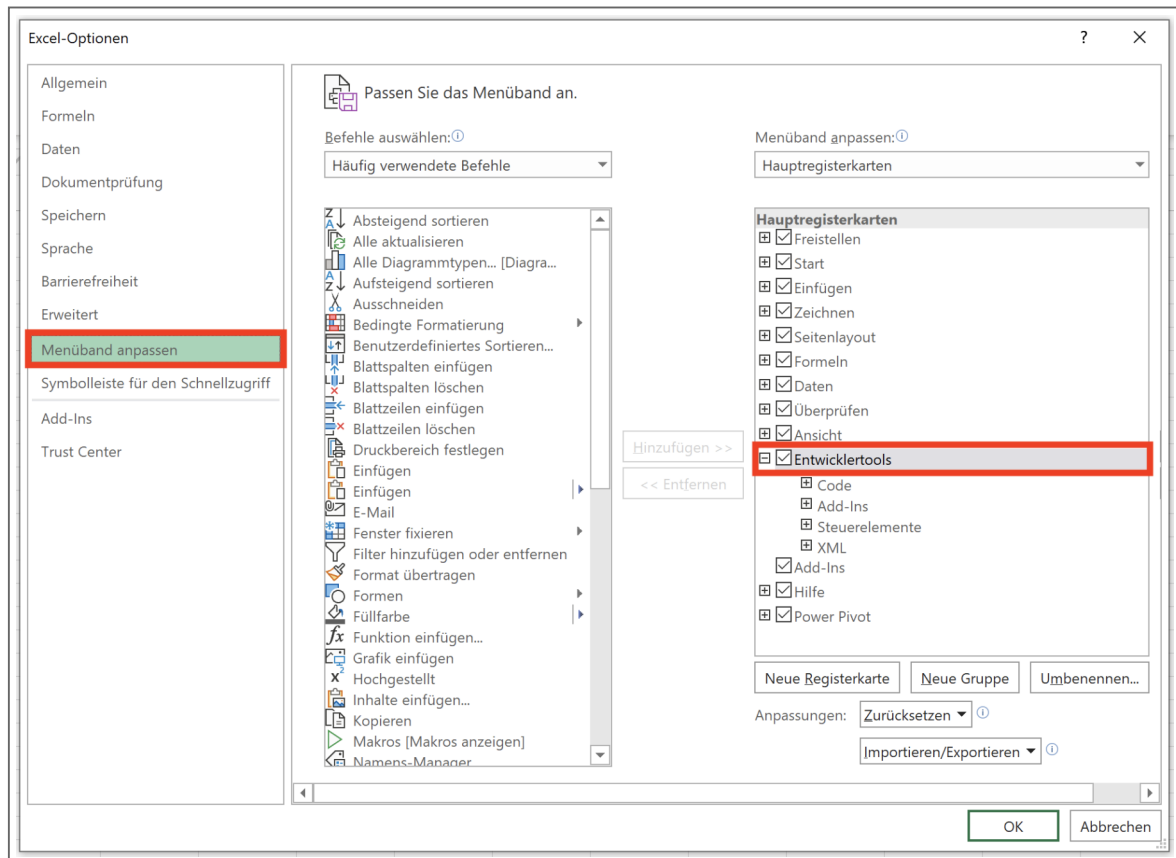 Excel-Optionen
?
Allgemein
Formeln
Daten
Dokumentprüfung
Speichern
Sprache
Barrierefreiheit
Erweitert
Menüband anpassen
Symbolleiste für den Schnellzugriff
Add-Ins
Trust Center
Passen Sie das Menüband an.
Befehle auswählen:
Häufig verwendete Befehle
Absteigend sortieren
Alle aktualisieren
Alle Diagrammtypen... [Diagra...
Aufsteigend sortieren
Ausschneiden
Bedingte Formatierung
Benutzerdefiniertes Sortieren...
Blattspalten einfügen
Blattspalten löschen
Blattzeilen einfügen
Blattzeilen löschen
Druckbereich festlegen
Einfügen
Einfügen
E-Mail
Fenster fixieren
Filter hinzufügen oder entfernen
Format übertragen
Formen
Füllfarbe
Funktion einfügen...
Grafik einfügen
Hochgestellt
Inhalte einfügen...
Kopieren
Makros [Makros anzeigen]
Namens-Manager
Hinzufügen >>
<< Entfernen
Menüband anpassen:
Hauptregisterkarten
Hauptregisterkarten
Freistellen
Start
Einfügen
Zeichnen
Seitenlayout
Formeln
Daten
Überprüfen
Ansicht
Entwicklertools
Code
Add-Ins
Steuerelemente
XML
Add-Ins
Hilfe
Power Pivot
Neue Registerkarte
Neue Gruppe
Umbenennen...
Anpassungen:
Zurücksetzen
Importieren/Exportieren
OK
Abbrechen